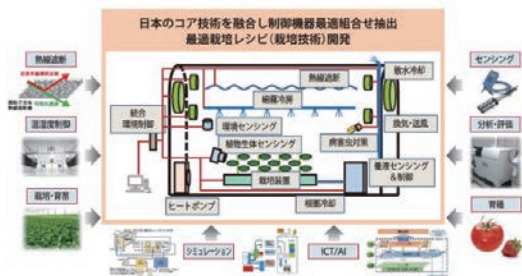 日本のコア技術を融合し制御機器最適組合せ抽出
最適栽培レシピ(栽培技術)開発
熱線遮断
温湿度制御
栽培・育苗
統合
環境制御
熱線遮断
散水冷却
細霧冷房
環境センシング
植物生体センシング
病害虫対策
換気・送風
養液センシング
&制御
栽培装置
ヒートポンプ
根圏冷却
センシング
分析・評価
育種
シミュレーション
ICT/AI